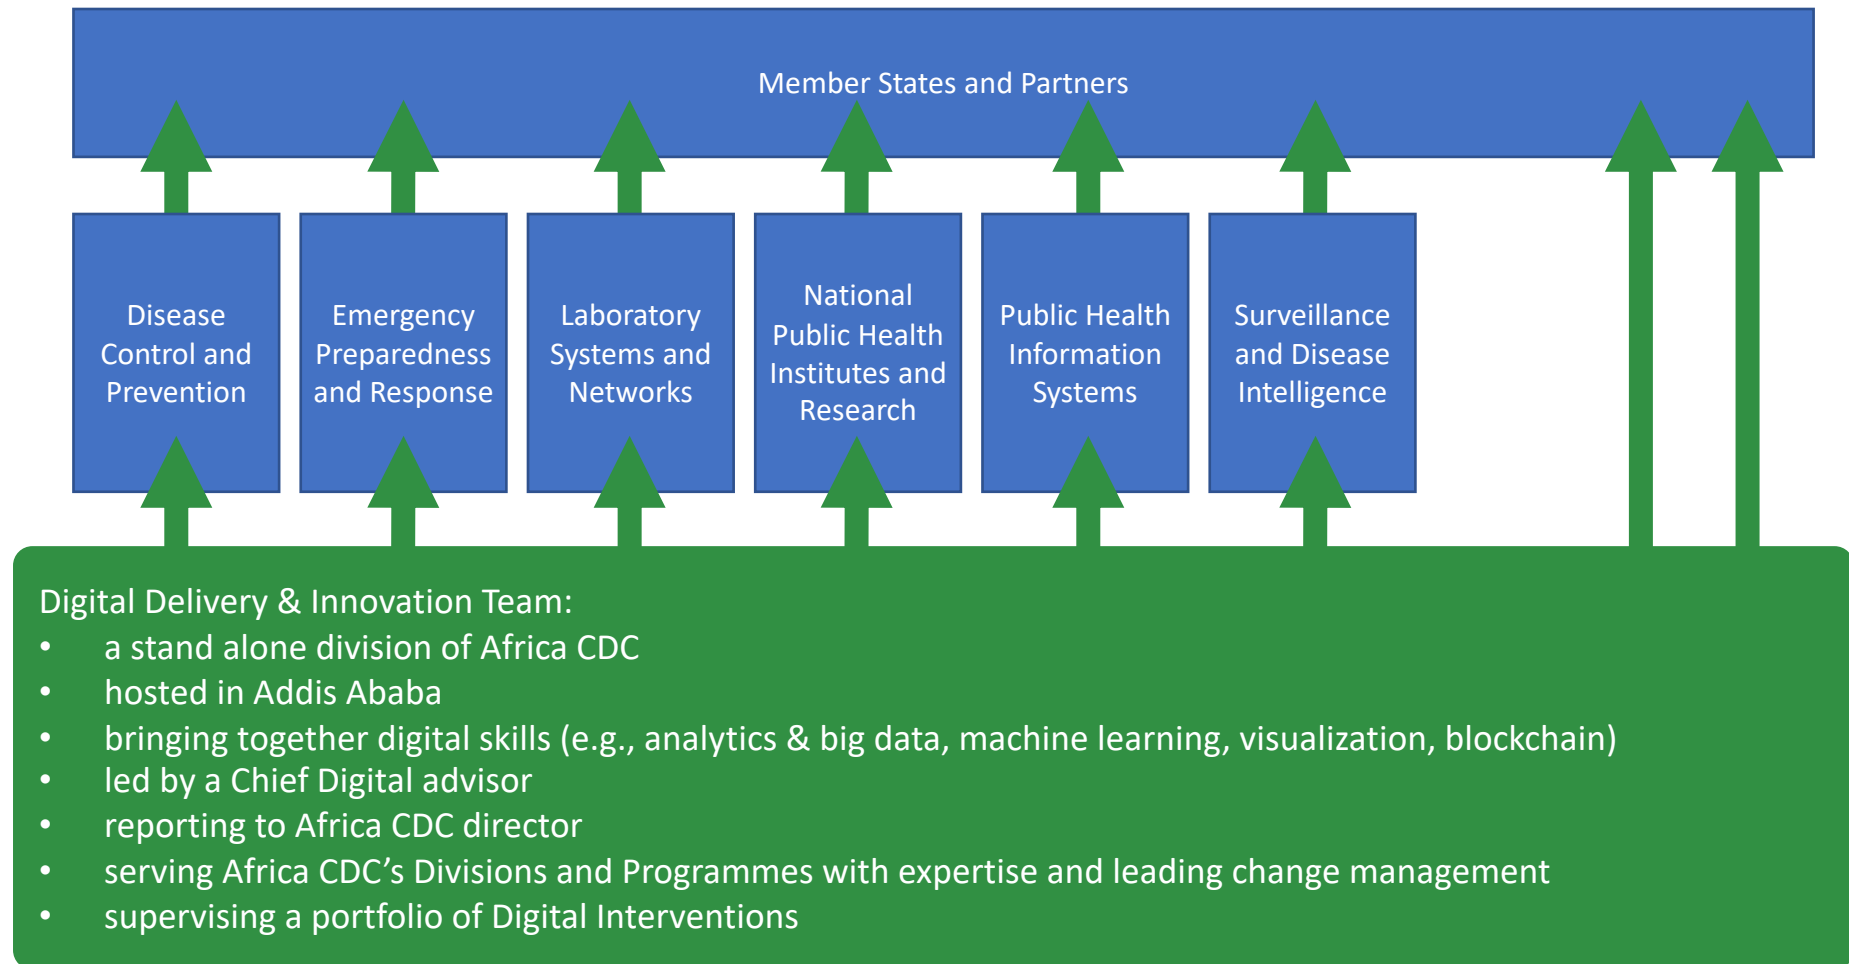 Member States and Partners
Disease
Control and
Prevention
Emergency
Preparedness
and Response
Laboratory
Systems and
Networks
National
Public Health
Institutes and
Research
Public Health
Information
Systems
Surveillance
and Disease
Intelligence
Digital Delivery & Innovation Team:
• a stand alone division of Africa CDC
• hosted in Addis Ababa
• bringing together digital skills (e.g., analytics & big data, machine learning, visualization, blockchain)
• led by a Chief Digital advisor
• reporting to Africa CDC director
• serving Africa CDC’s Divisions and Programmes with expertise and leading change management
• supervising a portfolio of Digital Interventions